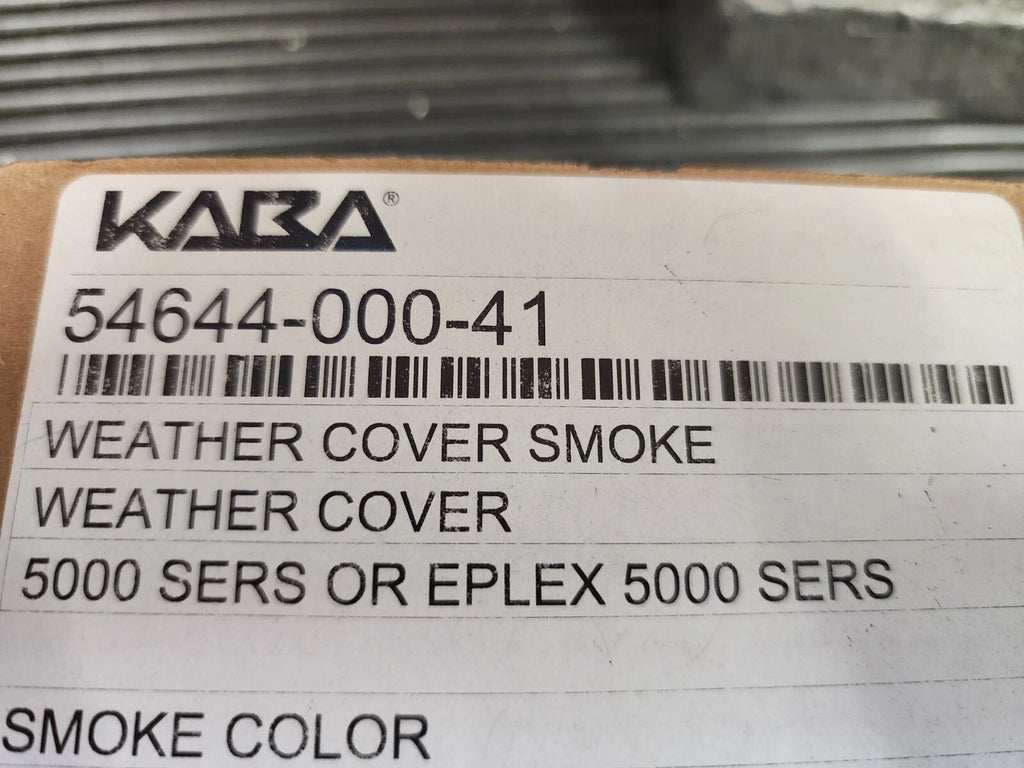 KABA®
54644-000-41
WEATHER COVER SMOKE
WEATHER COVER
5000 SERS OR EPLEX 5000 SERS
SMOKE COLOR